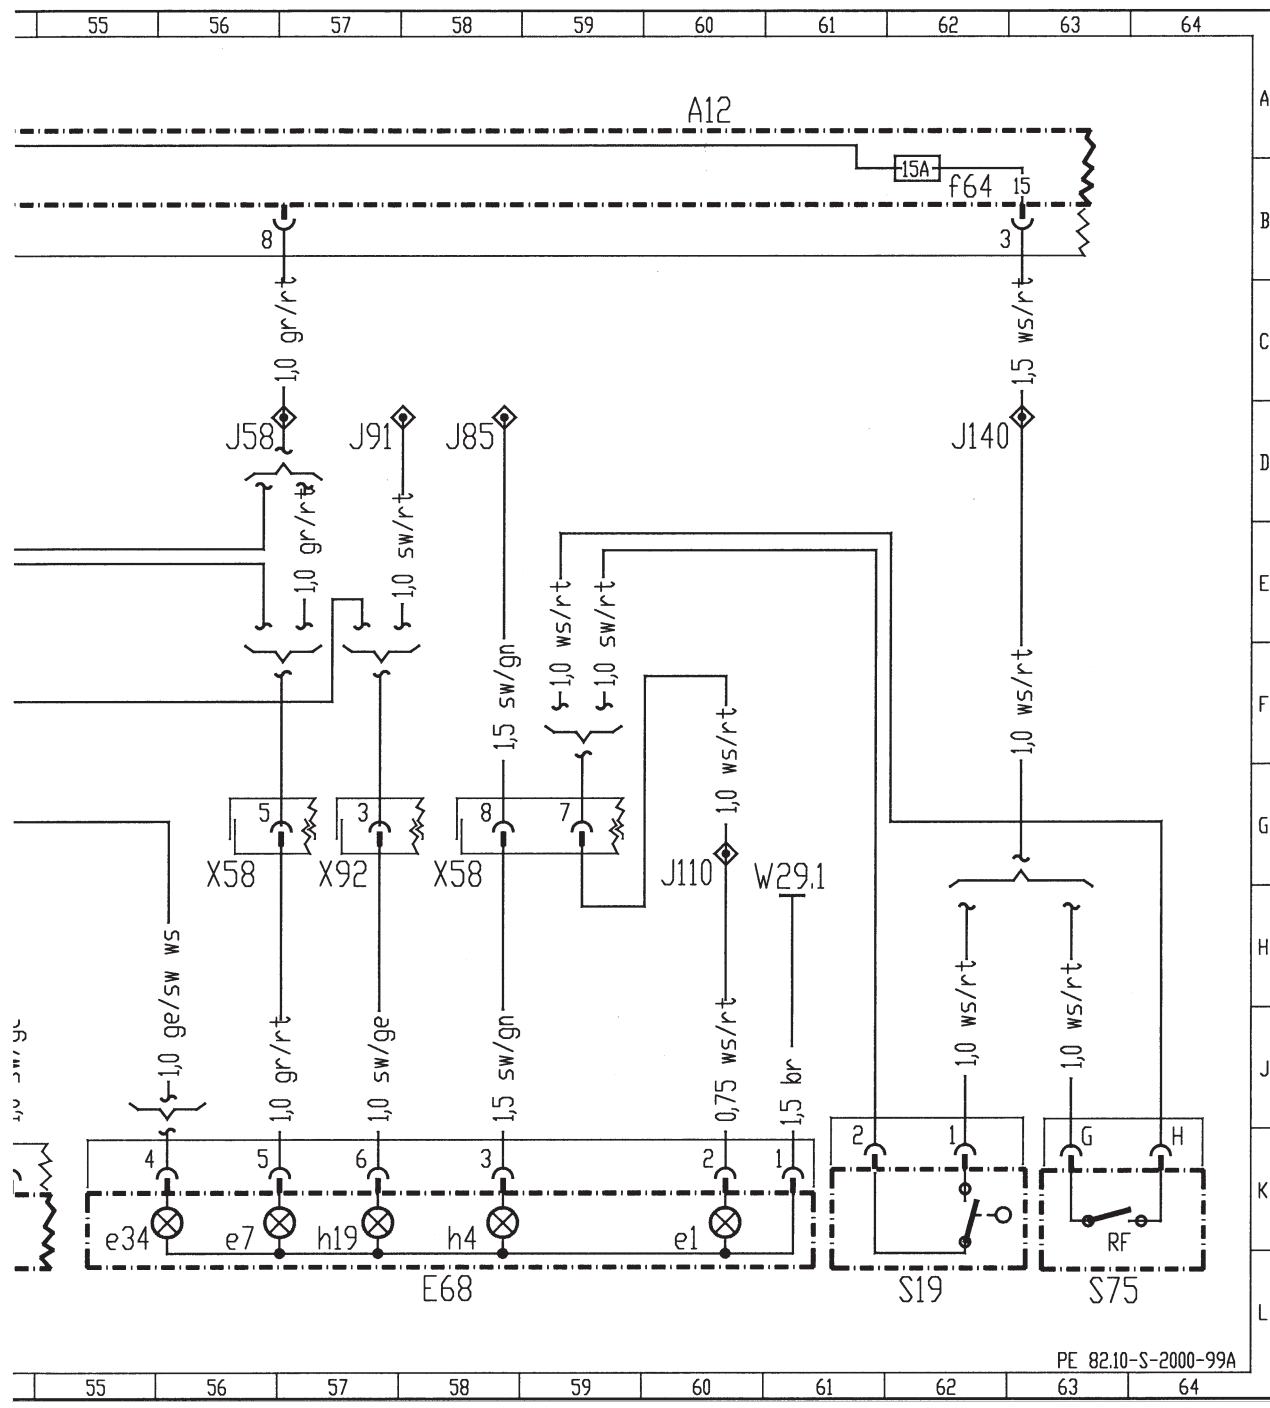 55 56 57 58 59 60 61 62 63 64
A
A12
15A
f64 15
B
8 3
1,0 gr/rt
1,5 ws/rt
C
J58 J91 J85 J140
D
1,0 gr/rt
1,0 sw/rt
E
1,0 ws/rt
1,0 sw/rt
1,5 sw/gn
1,0 ws/rt
F
1,0 ws/rt
5 3 8 7
G
X58 X92 X58 J110 W29.1
H
1,0 ge/sw ws
1,0 gr/rt
1,0 sw/ge
1,5 sw/gn
0,75 ws/rt
1,5 br
1,0 ws/rt
1,0 ws/rt
J
4 5 6 3 2 1 2 1 G H
K
e34 e7 h19 h4 e1 RF
E68 S19 S75
L
PE 82.10-S-2000-99A
55 56 57 58 59 60 61 62 63 64